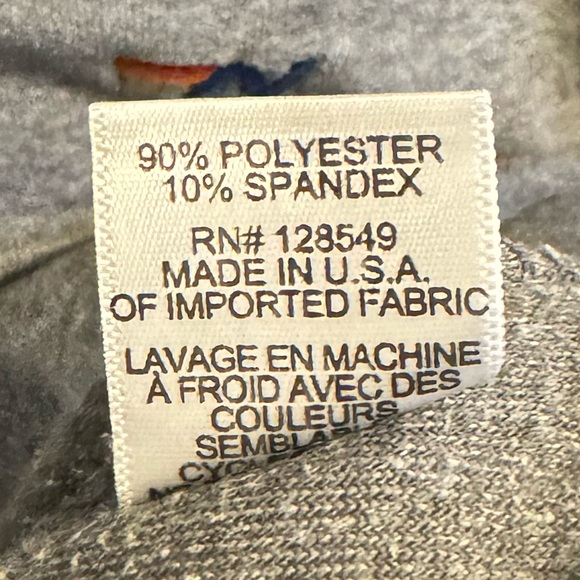 90% POLYESTER
10% SPANDEX
RN# 128549
MADE IN U.S.A.
OF IMPORTED FABRIC
LAVAGE EN MACHINE
À FROID AVEC DES
COULEURS